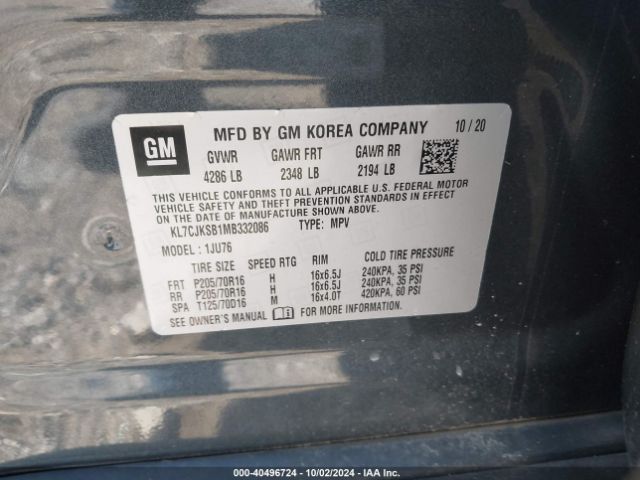 GM
MFD BY GM KOREA COMPANY 10 / 20
GVWR GAWR FRT GAWR RR
4286 LB 2348 LB 2194 LB
THIS VEHICLE CONFORMS TO ALL APPLICABLE U.S. FEDERAL MOTOR
VEHICLE SAFETY AND THEFT PREVENTION STANDARDS IN EFFECT
ON THE DATE OF MANUFACTURE SHOWN ABOVE.
KL7CJKSB1MB332086 TYPE: MPV
MODEL : 1JU76
TIRE SIZE SPEED RTG RIM COLD TIRE PRESSURE
FRT P205/70R16 H 16x6.5J 240KPA, 35 PSI
RR P205/70R16 H 16x6.5J 240KPA, 35 PSI
SPA T125/70D16 M 16x4.0T 420KPA, 60 PSI
SEE OWNER'S MANUAL FOR MORE INFORMATION.
000-40496724 - 10/02/2024 - IAA Inc.